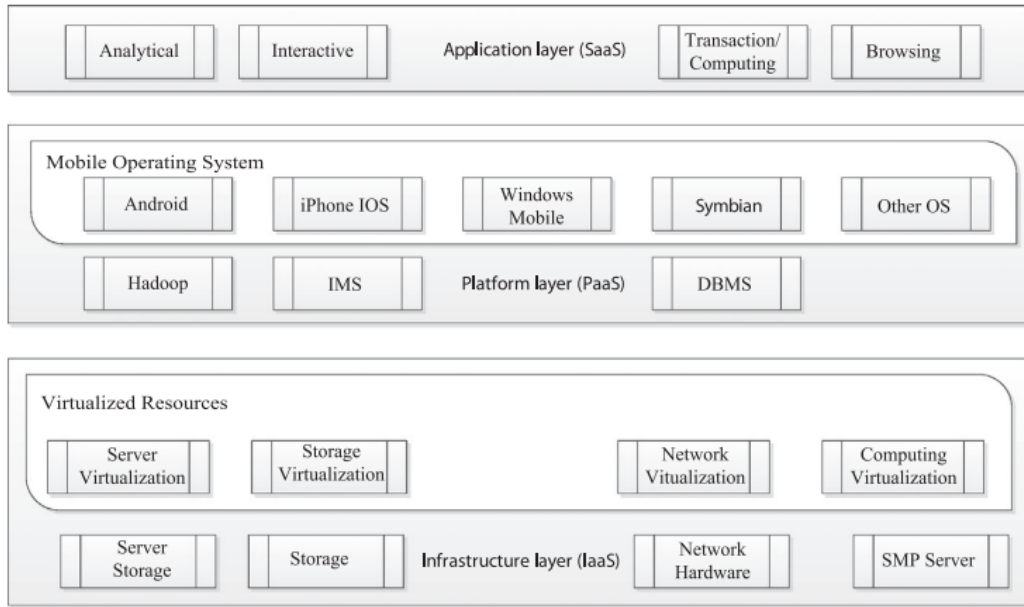 Analytical
Interactive
Application layer (SaaS)
Transaction/
Computing
Browsing
Mobile Operating System
Android
iPhone IOS
Windows
Mobile
Symbian
Other OS
Hadoop
IMS
Platform layer (PaaS)
DBMS
Virtualized Resources
Server
Virtualization
Storage
Virtualization
Network
Vitualization
Computing
Virtualization
Server
Storage
Storage
Infrastructure layer (IaaS)
Network
Hardware
SMP Server